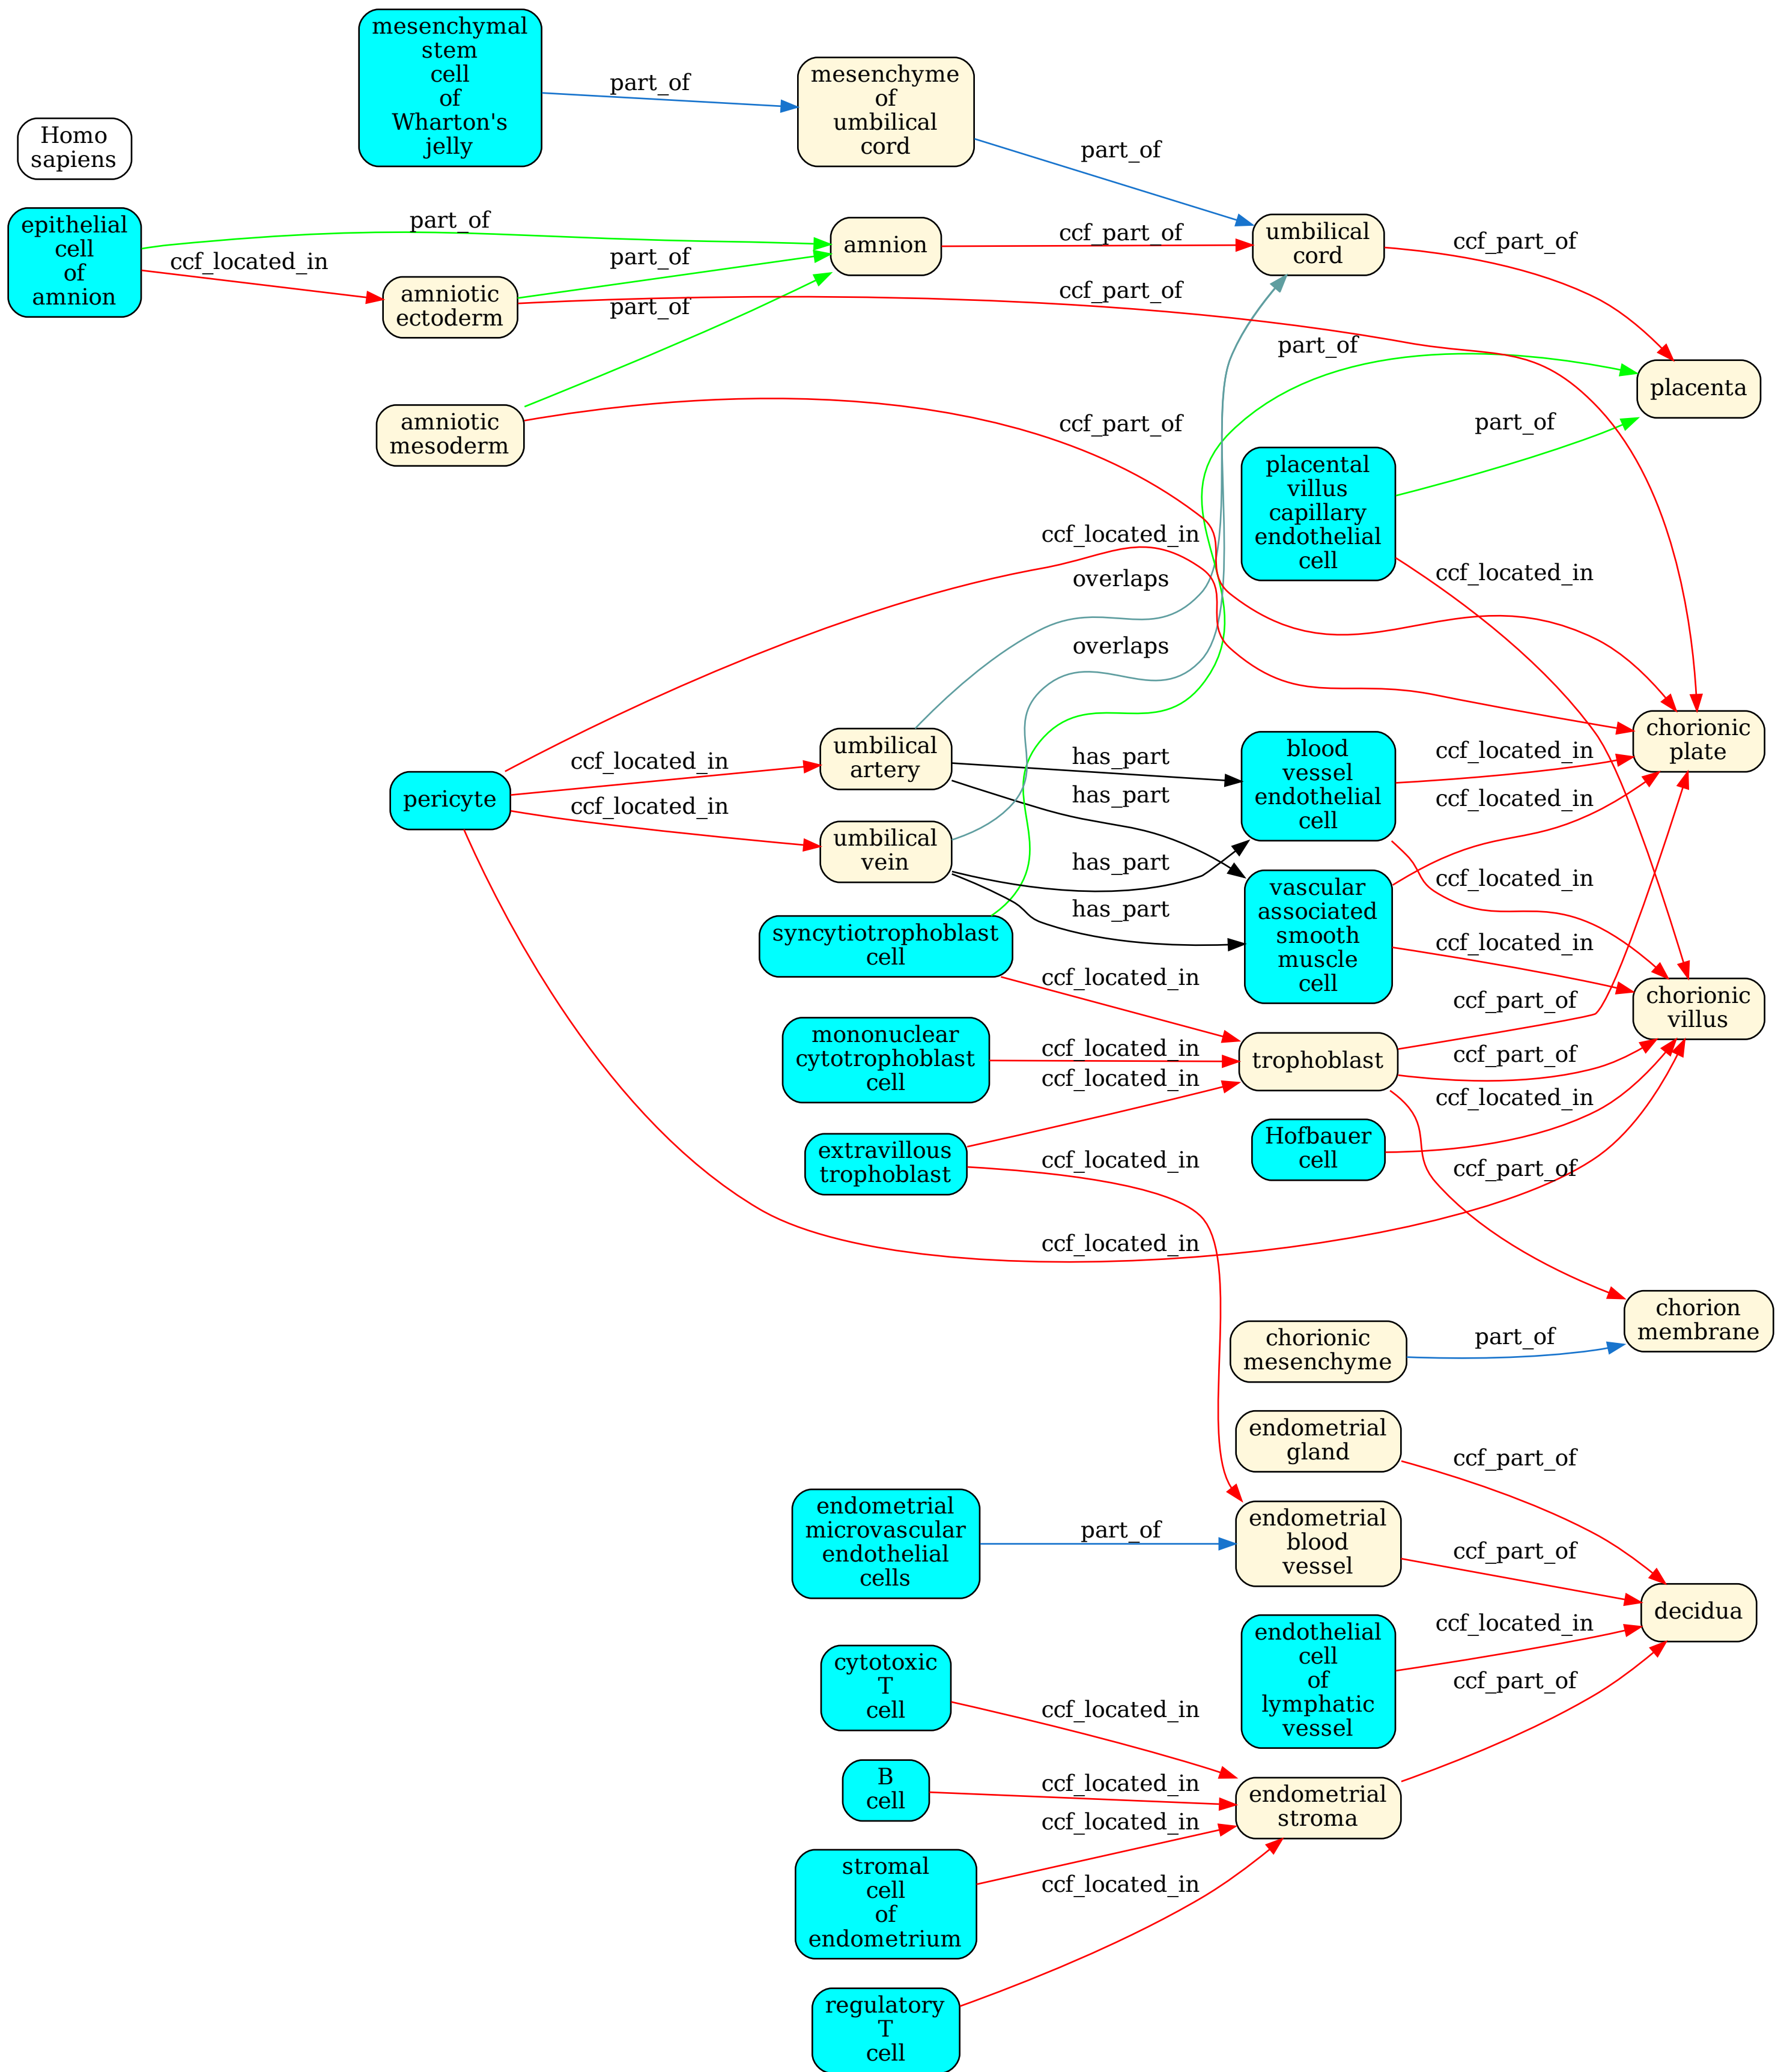 mesenchymal
stem
cell
of
Wharton's
jelly
part_of
mesenchyme
of
umbilical
cord
part_of
Homo
sapiens
epithelial
cell
of
amnion
part_of
ccf_located_in
amniotic
ectoderm
part_of
part_of
amnion
ccf_part_of
ccf_part_of
umbilical
cord
ccf_part_of
placenta
part_of
amniotic
mesoderm
ccf_part_of
placental
villus
capillary
endothelial
cell
part_of
ccf_located_in
ccf_located_in
overlaps
overlaps
pericyte
ccf_located_in
ccf_located_in
umbilical
artery
umbilical
vein
has_part
has_part
has_part
has_part
blood
vessel
endothelial
cell
ccf_located_in
ccf_located_in
chorionic
plate
vascular
associated
smooth
muscle
cell
ccf_located_in
ccf_located_in
chorionic
villus
syncytiotrophoblast
cell
ccf_located_in
mononuclear
cytotrophoblast
cell
ccf_located_in
ccf_located_in
trophoblast
ccf_part_of
ccf_part_of
extravillous
trophoblast
ccf_located_in
Hofbauer
cell
ccf_located_in
ccf_part_of
ccf_located_in
chorion
membrane
chorionic
mesenchyme
part_of
endometrial
gland
ccf_part_of
endometrial
microvascular
endothelial
cells
part_of
endometrial
blood
vessel
ccf_part_of
decidua
endothelial
cell
of
lymphatic
vessel
ccf_located_in
ccf_part_of
cytotoxic
T
cell
ccf_located_in
B
cell
ccf_located_in
endometrial
stroma
stromal
cell
of
endometrium
ccf_located_in
ccf_located_in
regulatory
T
cell